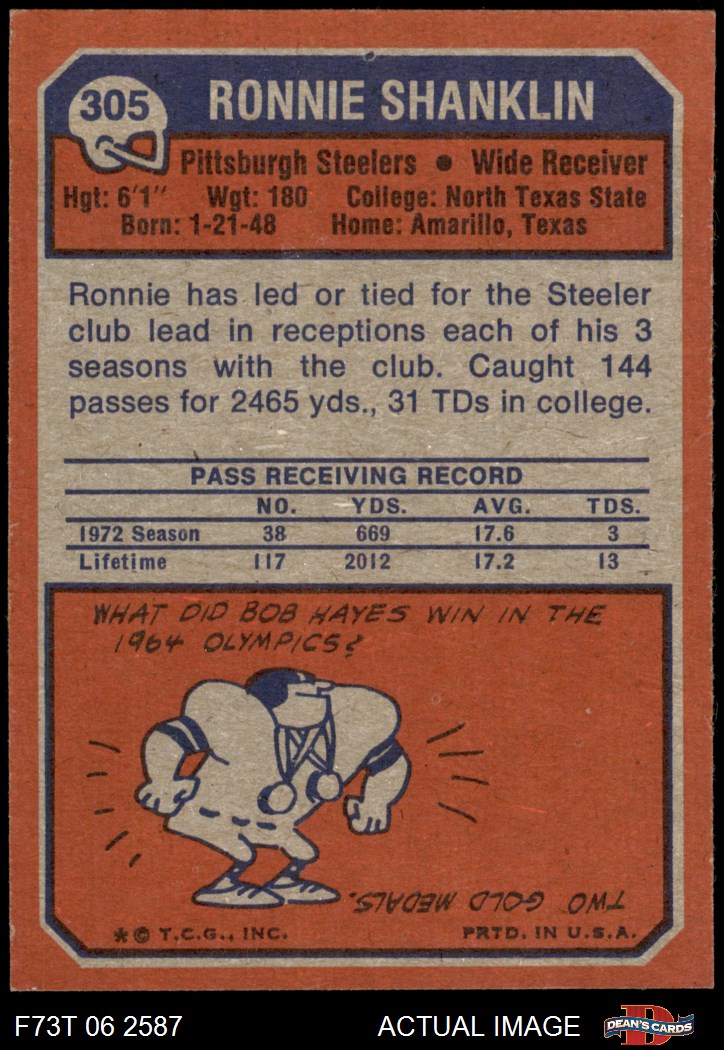 305
RONNIE SHANKLIN
Pittsburgh Steelers • Wide Receiver
Hgt: 6'1" Wgt: 180 College: North Texas State
Born: 1-21-48 Home: Amarillo, Texas
Ronnie has led or tied for the Steeler
club lead in receptions each of his 3
seasons with the club. Caught 144
passes for 2465 yds., 31 TDs in college.
PASS RECEIVING RECORD
NO. YDS. AVG. TDS.
1972 Season 38 669 17.6 3
Lifetime 117 2012 17.2 13
WHAT DID BOB HAYES WIN IN THE
1964 OLYMPICS?
TWO GOLD MEDALS.
* © T.C.G., INC. PRTD. IN U.S.A.
F73T 06 2587 ACTUAL IMAGE
D
DEAN'S CARDS